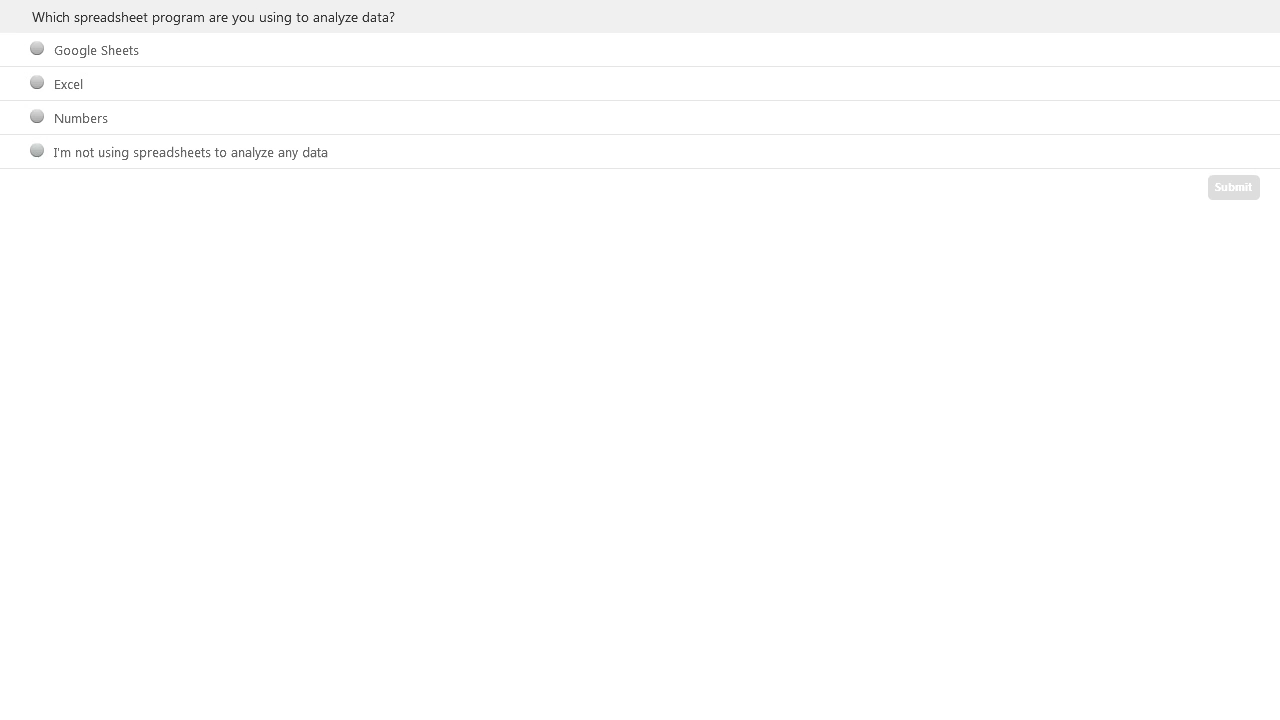 Which spreadsheet program are you using to analyze data?
Google Sheets
Excel
Numbers
I'm not using spreadsheets to analyze any data
Submit